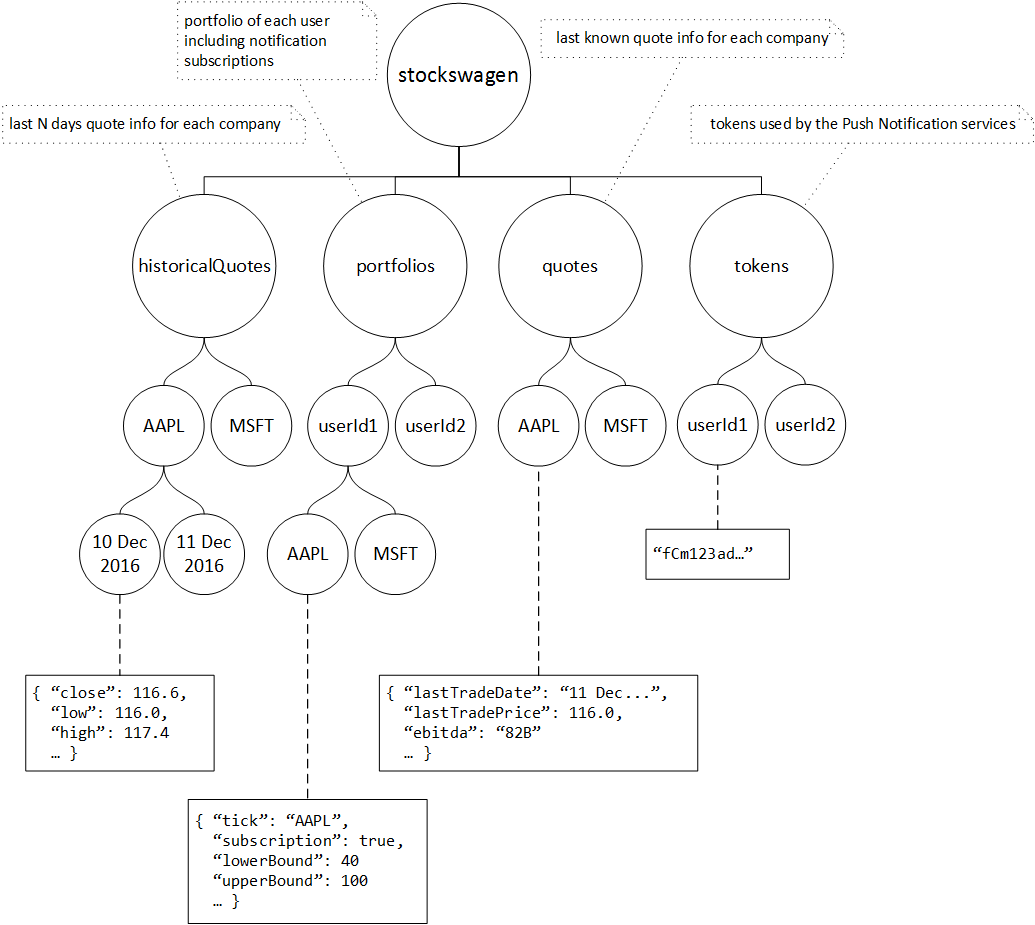 portfolio of each user
including notification
subscriptions
stockswagen
last known quote info for each company
last N days quote info for each company
tokens used by the Push Notification services
historicalQuotes
portfolios
quotes
tokens
AAPL
MSFT
userId1
userId2
AAPL
MSFT
userId1
userId2
10 Dec
2016
11 Dec
2016
AAPL
MSFT
“fCm123ad…”
{ “close”: 116.6,
“low”: 116.0,
“high”: 117.4
… }
{ “lastTradeDate”: “11 Dec...”,
“lastTradePrice”: 116.0,
“ebitda”: “82B”
… }
{ “tick”: “AAPL”,
“subscription”: true,
“lowerBound”: 40
“upperBound”: 100
… }